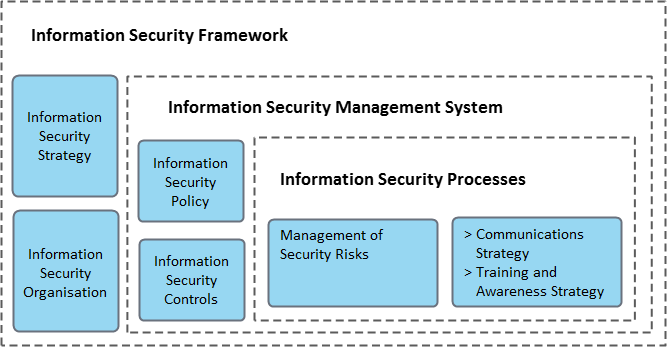 Information Security Framework
Information
Security
Strategy
Information
Security
Organisation
Information Security Management System
Information
Security
Policy
Information
Security
Controls
Information Security Processes
Management of
Security Risks
> Communications
Strategy
> Training and
Awareness Strategy